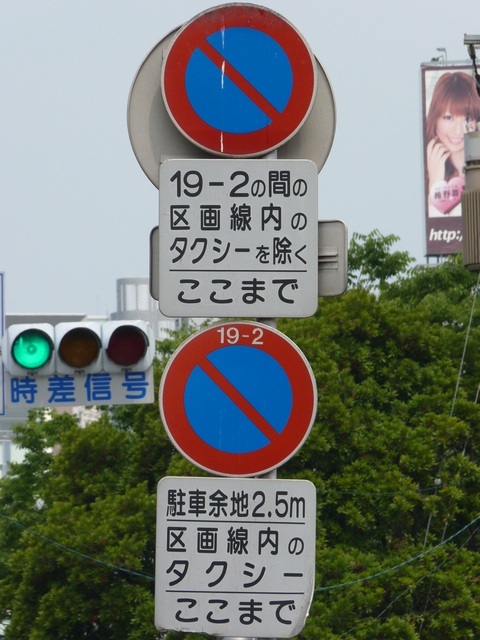 19-2の間の
区画線内の
タクシーを除く
ここまで
http:/
時差信号
19-2
駐車余地2.5m
区画線内の
タクシー
ここまで